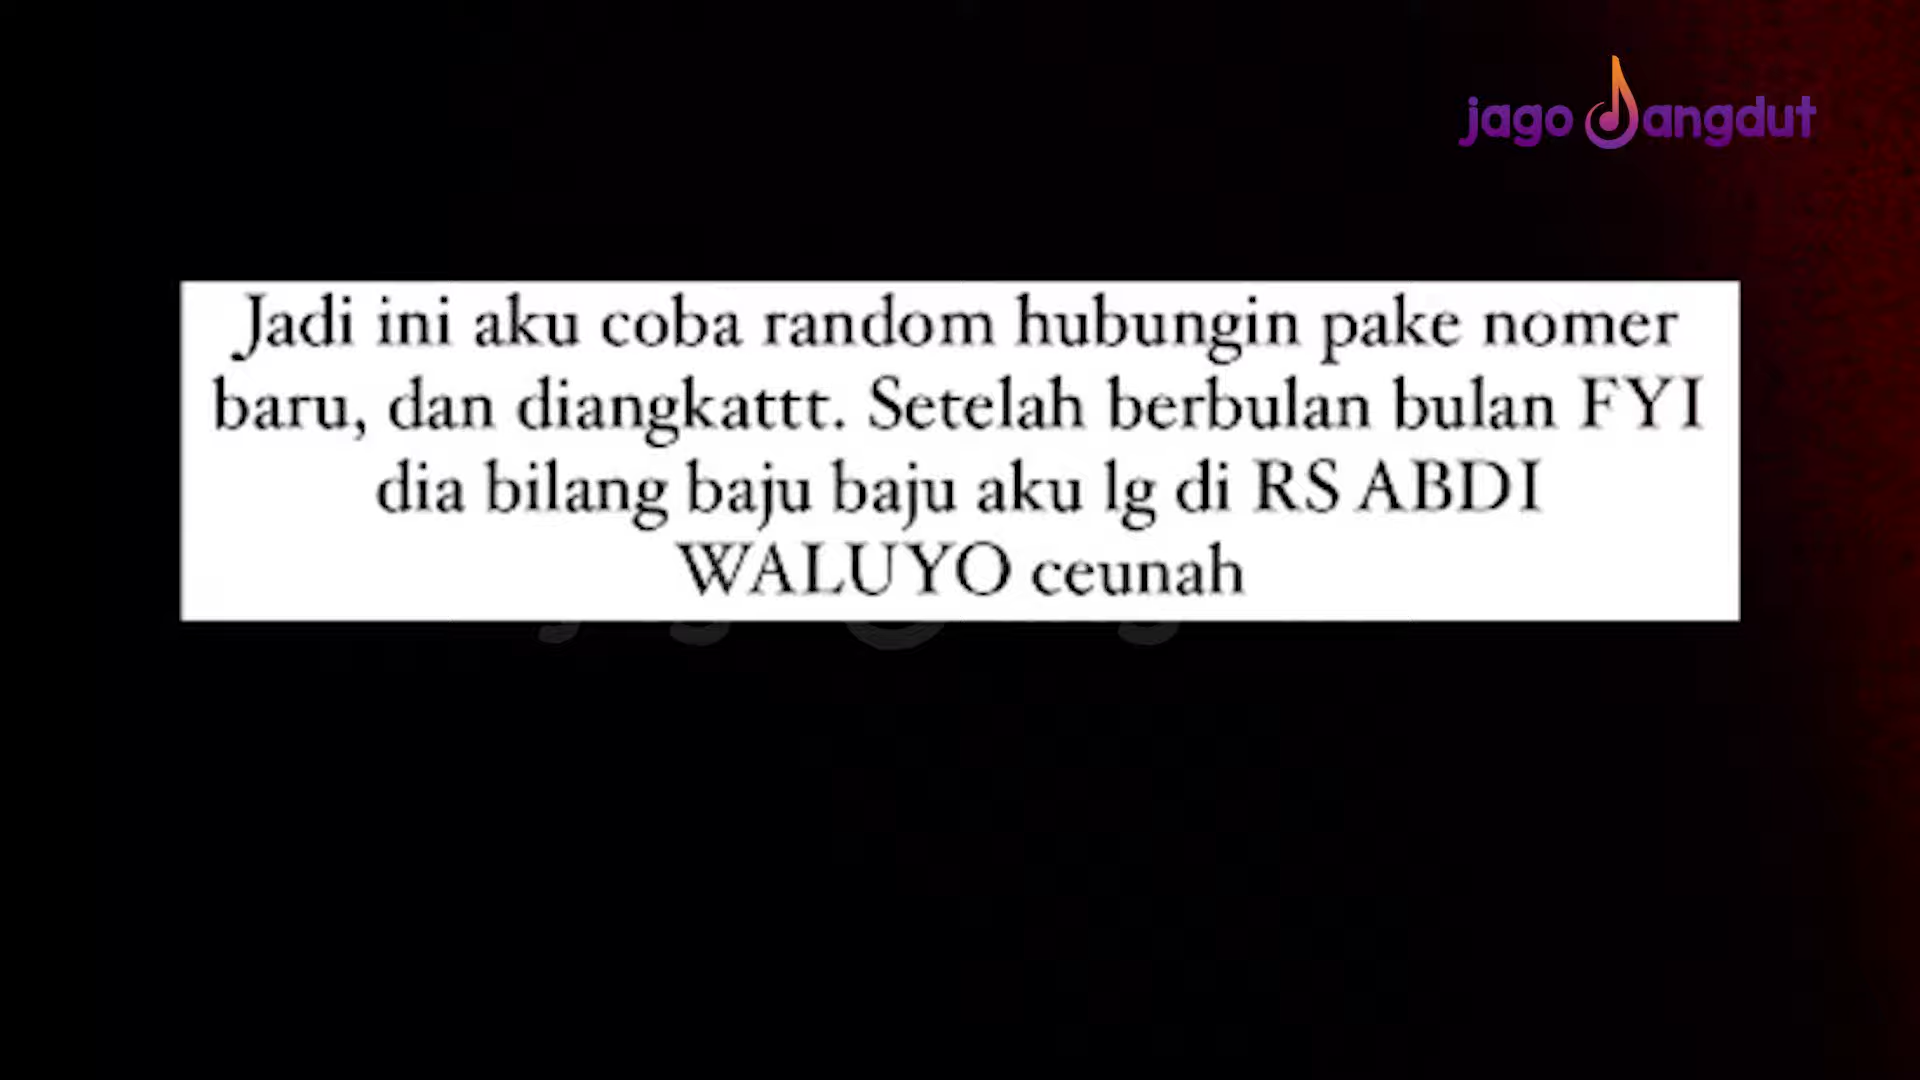 jago dangdut
Jadi ini aku coba random hubungin pake nomer
baru, dan diangkattt. Setelah berbulan bulan FYI
dia bilang baju baju aku lg di RS ABDI
WALUYO ceunah